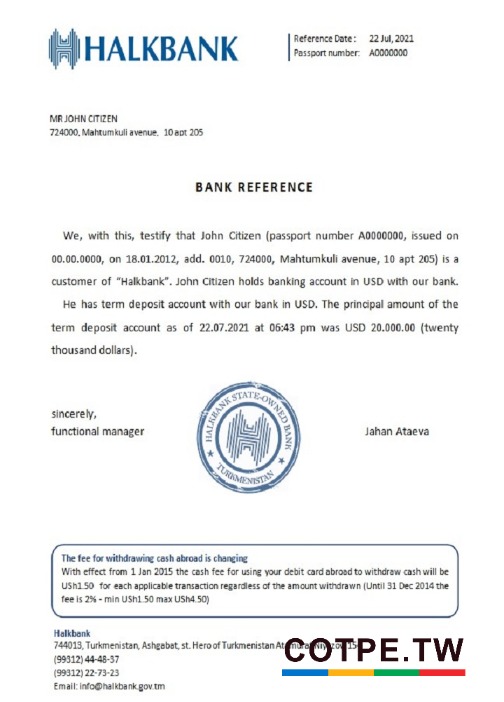 HALKBANK
Reference Date : 22 Jul, 2021
Passport number: A0000000
MR JOHN CITIZEN
724000, Mahtumkuli avenue, 10 apt 205
BANK REFERENCE
We, with this, testify that John Citizen (passport number A0000000, issued on
00.00.0000, on 18.01.2012, add. 0010, 724000, Mahtumkuli avenue, 10 apt 205) is a
customer of “Halkbank”. John Citizen holds banking account in USD with our bank.
He has term deposit account with our bank in USD. The principal amount of the
term deposit account as of 22.07.2021 at 06:43 pm was USD 20.000.00 (twenty
thousand dollars).
sincerely,
functional manager
HALKBANK STATE-OWNED BANK
TURKMENISTAN
Jahan Ataeva
The fee for withdrawing cash abroad is changing
With effect from 1 Jan 2015 the cash fee for using your debit card abroad to withdraw cash will be
USh1.50 for each applicable transaction regardless of the amount withdrawn (Until 31 Dec 2014 the
fee is 2% - min USh1.50 max USh4.50)
Halkbank
744013, Turkmenistan, Ashgabat, st. Hero of Turkmenistan
(99312) 44-48-37
(99312) 22-73-23
Email: info@halkbank.gov.tm
COTPE.TW